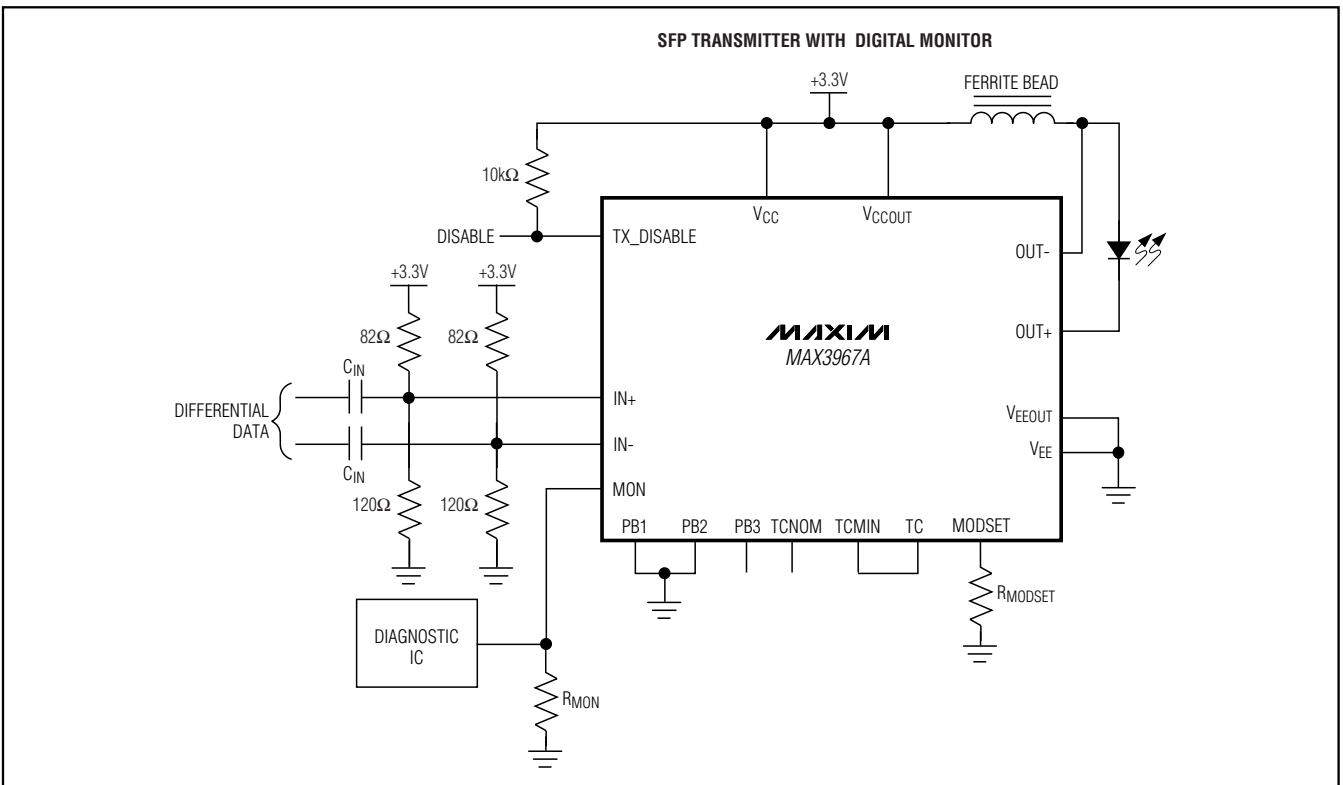 SFP TRANSMITTER WITH DIGITAL MONITOR
+3.3V
FERRITE BEAD
10kΩ
VCC
VCCOUT
DISABLE
TX_DISABLE
OUT-
+3.3V
+3.3V
82Ω
82Ω
MAXIM
MAX3967A
OUT+
CIN
DIFFERENTIAL
DATA
IN+
IN-
CIN
VEEOUT
VEE
MON
120Ω
120Ω
PB1
PB2
PB3
TCNOM
TCMIN
TC
MODSET
RMODSET
DIAGNOSTIC
IC
RMON